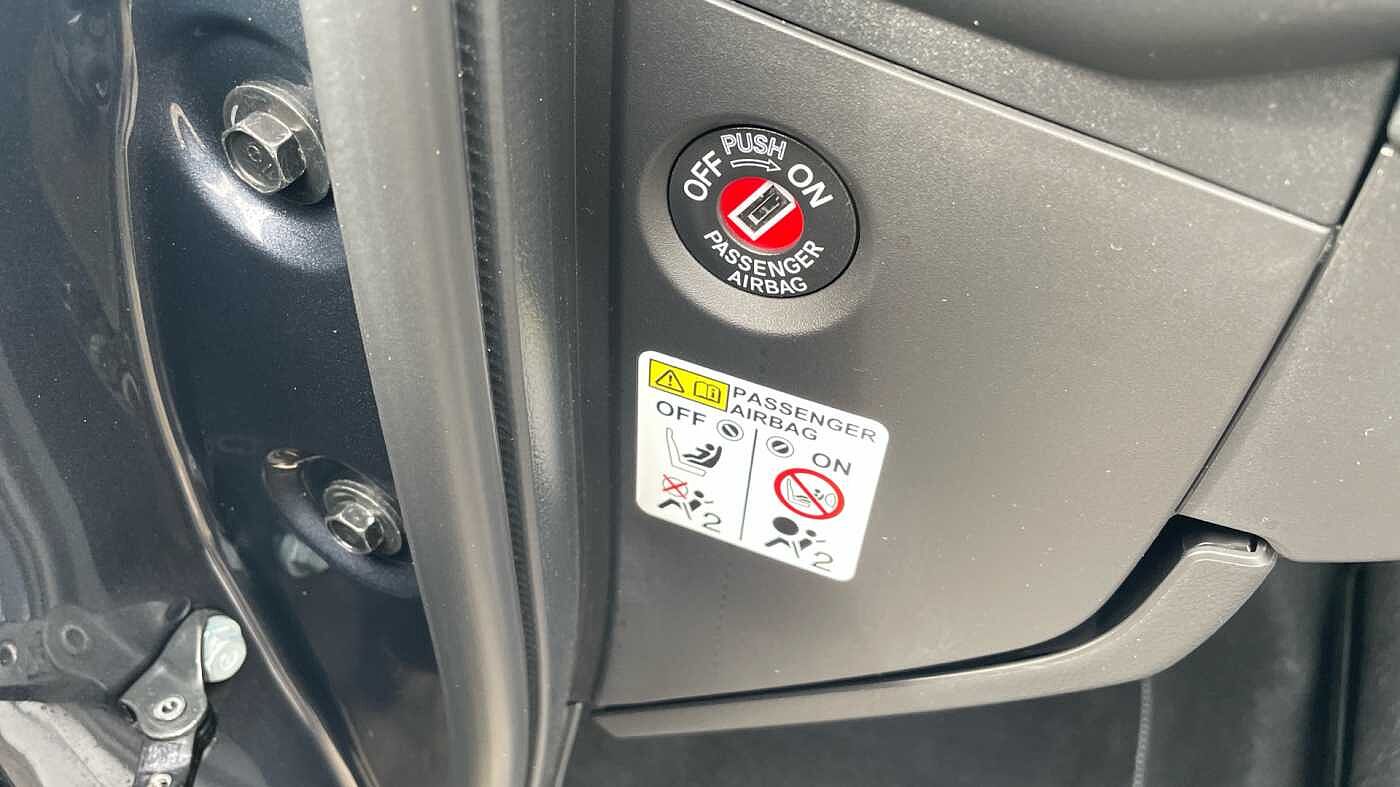 PUSH
OFF ON
PASSENGER
AIRBAG
PASSENGER
AIRBAG
OFF
ON
2
2